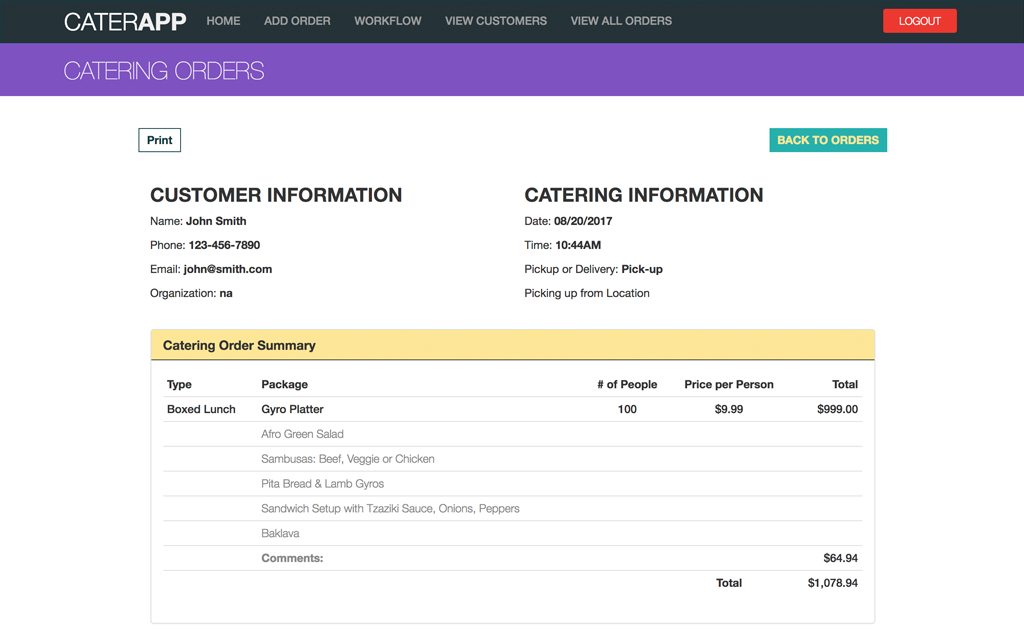 CATERAPP HOME ADD ORDER WORKFLOW VIEW CUSTOMERS VIEW ALL ORDERS LOGOUT
CATERING ORDERS
Print BACK TO ORDERS
CUSTOMER INFORMATION
Name: John Smith
Phone: 123-456-7890
Email: john@smith.com
Organization: na
CATERING INFORMATION
Date: 08/20/2017
Time: 10:44AM
Pickup or Delivery: Pick-up
Picking up from Location
Catering Order Summary
Type Package # of People Price per Person Total
Boxed Lunch Gyro Platter 100 $9.99 $999.00
Afro Green Salad
Sambusas: Beef, Veggie or Chicken
Pita Bread & Lamb Gyros
Sandwich Setup with Tzaziki Sauce, Onions, Peppers
Baklava
Comments: $64.94
Total $1,078.94